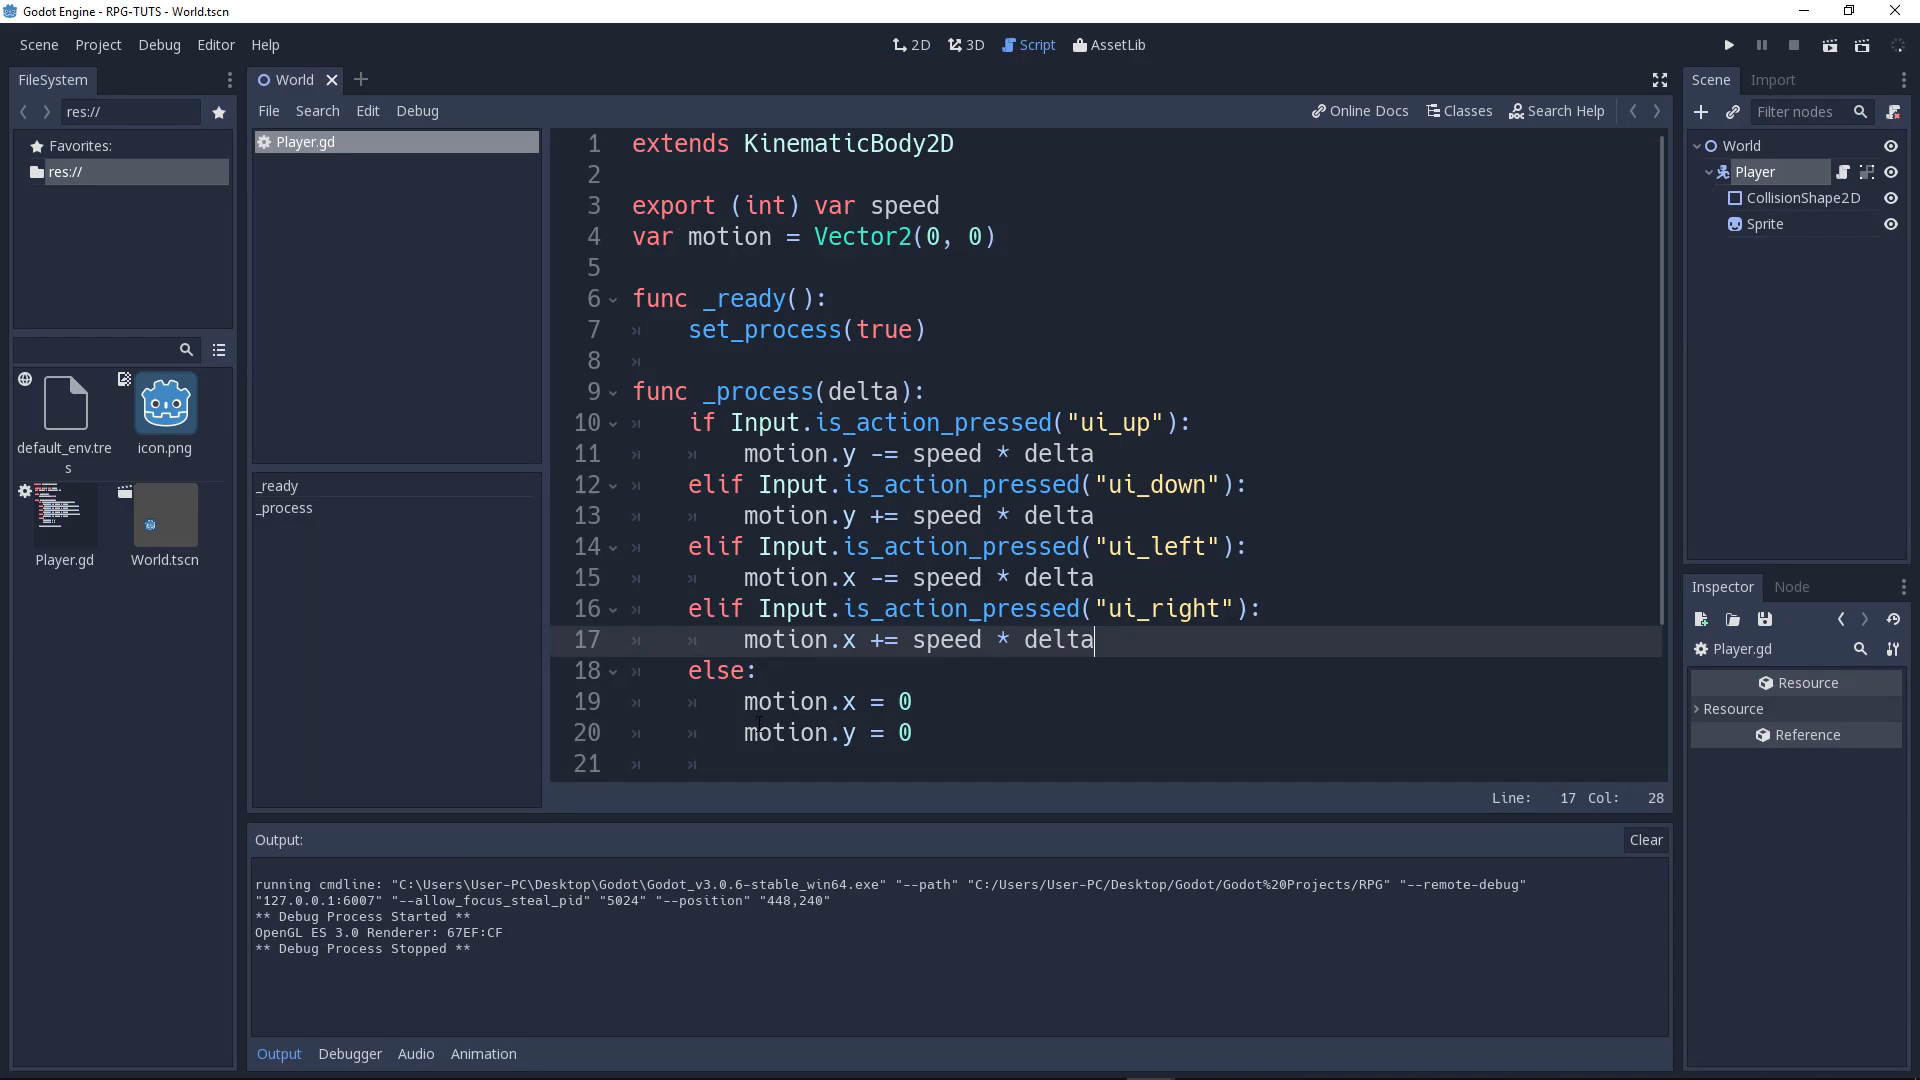 Godot Engine - RPG-TUTS - World.tscn
Scene Project Debug Editor Help
2D 3D Script AssetLib
FileSystem
res://
Favorites:
res://
default_env.tre
s
icon.png
Player.gd
World.tscn
World
File Search Edit Debug
Online Docs Classes Search Help
Player.gd
_ready
_process
1 extends KinematicBody2D
2
3 export (int) var speed
4 var motion = Vector2(0, 0)
5
6 func _ready():
7 set_process(true)
8
9 func _process(delta):
10 if Input.is_action_pressed("ui_up"):
11 motion.y -= speed * delta
12 elif Input.is_action_pressed("ui_down"):
13 motion.y += speed * delta
14 elif Input.is_action_pressed("ui_left"):
15 motion.x -= speed * delta
16 elif Input.is_action_pressed("ui_right"):
17 motion.x += speed * delta
18 else:
19 motion.x = 0
20 motion.y = 0
21
Line: 17 Col: 28
Output:
Clear
running cmdline: "C:\Users\User-PC\Desktop\Godot\Godot_v3.0.6-stable_win64.exe" "--path" "C:/Users/User-PC/Desktop/Godot/Godot%20Projects/RPG" "--remote-debug"
"127.0.0.1:6007" "--allow_focus_steal_pid" "5024" "--position" "448,240"
** Debug Process Started **
OpenGL ES 3.0 Renderer: 67EF:CF
** Debug Process Stopped **
Output Debugger Audio Animation
Scene Import
Filter nodes
World
Player
CollisionShape2D
Sprite
Inspector Node
Player.gd
Resource
Resource
Reference